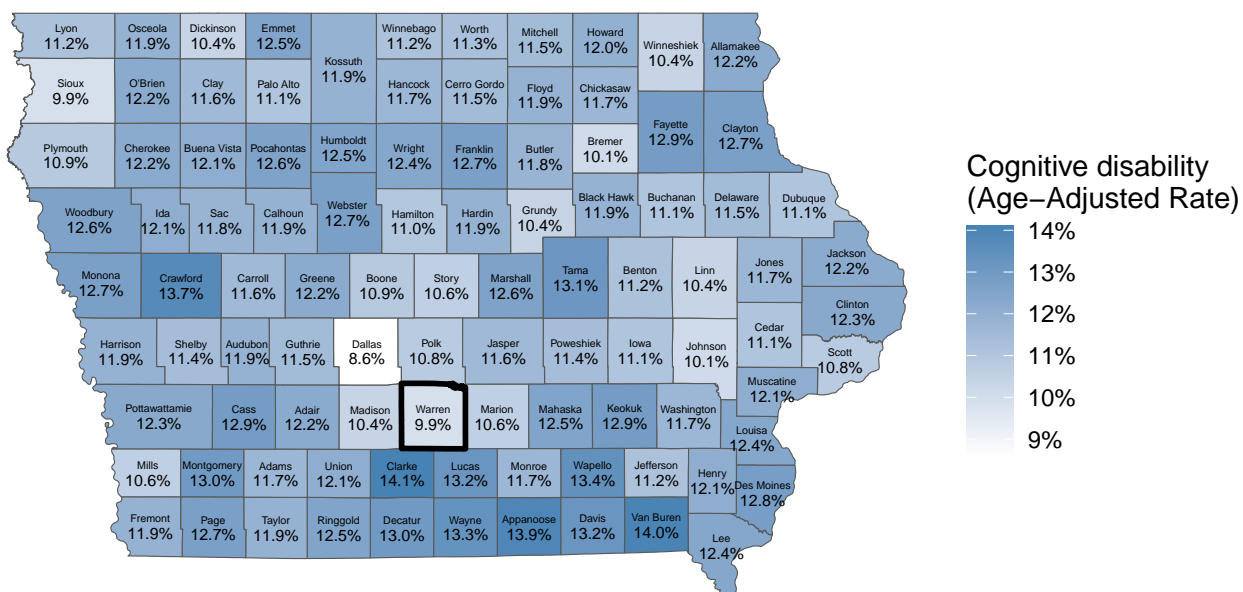 Lyon
11.2%
Osceola
11.9%
Dickinson
10.4%
Emmet
12.5%
Kossuth
11.9%
Winnebago
11.2%
Worth
11.3%
Mitchell
11.5%
Howard
12.0%
Winneshiek
10.4%
Allamakee
12.2%
Sioux
9.9%
O'Brien
12.2%
Clay
11.6%
Palo Alto
11.1%
Hancock
11.7%
Cerro Gordo
11.5%
Floyd
11.9%
Chickasaw
11.7%
Plymouth
10.9%
Cherokee
12.2%
Buena Vista
12.1%
Pocahontas
12.6%
Humboldt
12.5%
Wright
12.4%
Franklin
12.7%
Butler
11.8%
Bremer
10.1%
Fayette
12.9%
Clayton
12.7%
Woodbury
12.6%
Ida
12.1%
Sac
11.8%
Calhoun
11.9%
Webster
12.7%
Hamilton
11.0%
Hardin
11.9%
Grundy
10.4%
Black Hawk
11.9%
Buchanan
11.1%
Delaware
11.5%
Dubuque
11.1%
Monona
12.7%
Crawford
13.7%
Carroll
11.6%
Greene
12.2%
Boone
10.9%
Story
10.6%
Marshall
12.6%
Tama
13.1%
Benton
11.2%
Linn
10.4%
Jones
11.7%
Jackson
12.2%
Clinton
12.3%
Harrison
11.9%
Shelby
11.4%
Audubon
11.9%
Guthrie
11.5%
Dallas
8.6%
Polk
10.8%
Jasper
11.6%
Poweshiek
11.4%
Iowa
11.1%
Johnson
10.1%
Cedar
11.1%
Scott
10.8%
Muscatine
12.1%
Pottawattamie
12.3%
Cass
12.9%
Adair
12.2%
Madison
10.4%
Warren
9.9%
Marion
10.6%
Mahaska
12.5%
Keokuk
12.9%
Washington
11.7%
Louisa
12.4%
Mills
10.6%
Montgomery
13.0%
Adams
11.7%
Union
12.1%
Clarke
14.1%
Lucas
13.2%
Monroe
11.7%
Wapello
13.4%
Jefferson
11.2%
Henry
12.1%
Des Moines
12.8%
Fremont
11.9%
Page
12.7%
Taylor
11.9%
Ringgold
12.5%
Decatur
13.0%
Wayne
13.3%
Appanoose
13.9%
Davis
13.2%
Van Buren
14.0%
Lee
12.4%
Cognitive disability
(Age−Adjusted Rate)
14%
13%
12%
11%
10%
9%